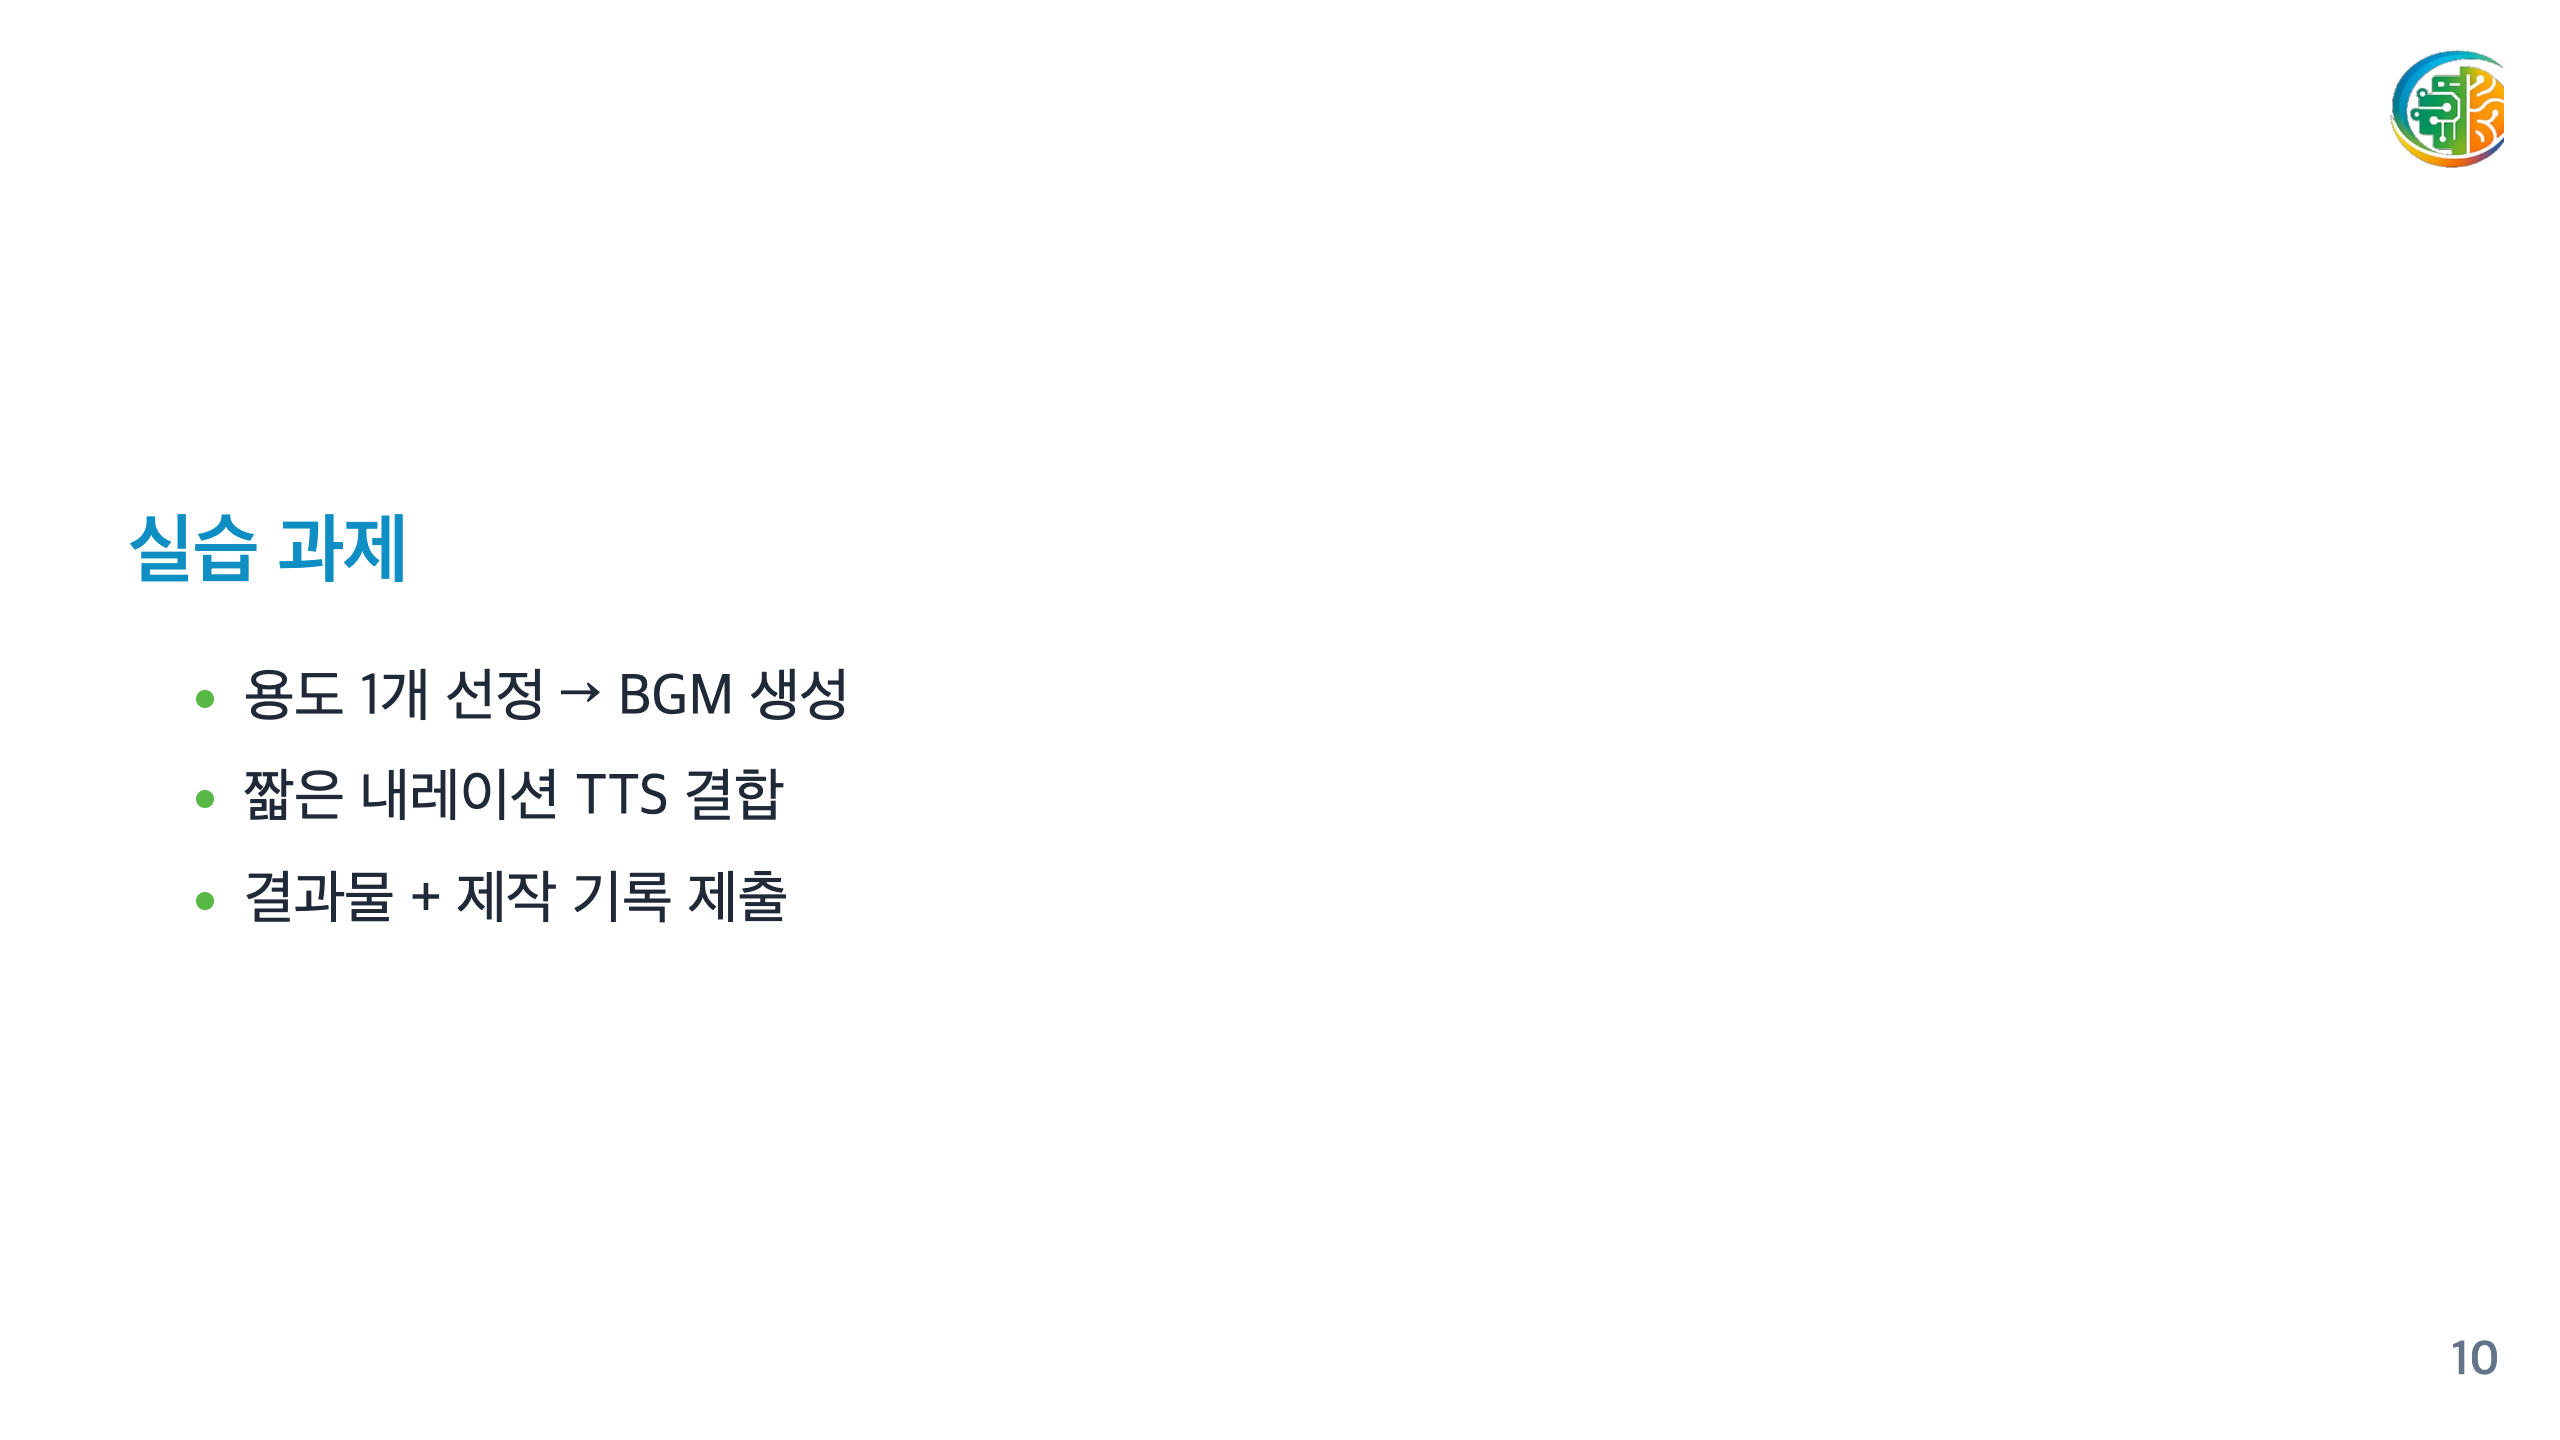 실습 과제
• 용도 1개 선정 → BGM 생성
• 짧은 내레이션 TTS 결합
• 결과물 + 제작 기록 제출
10